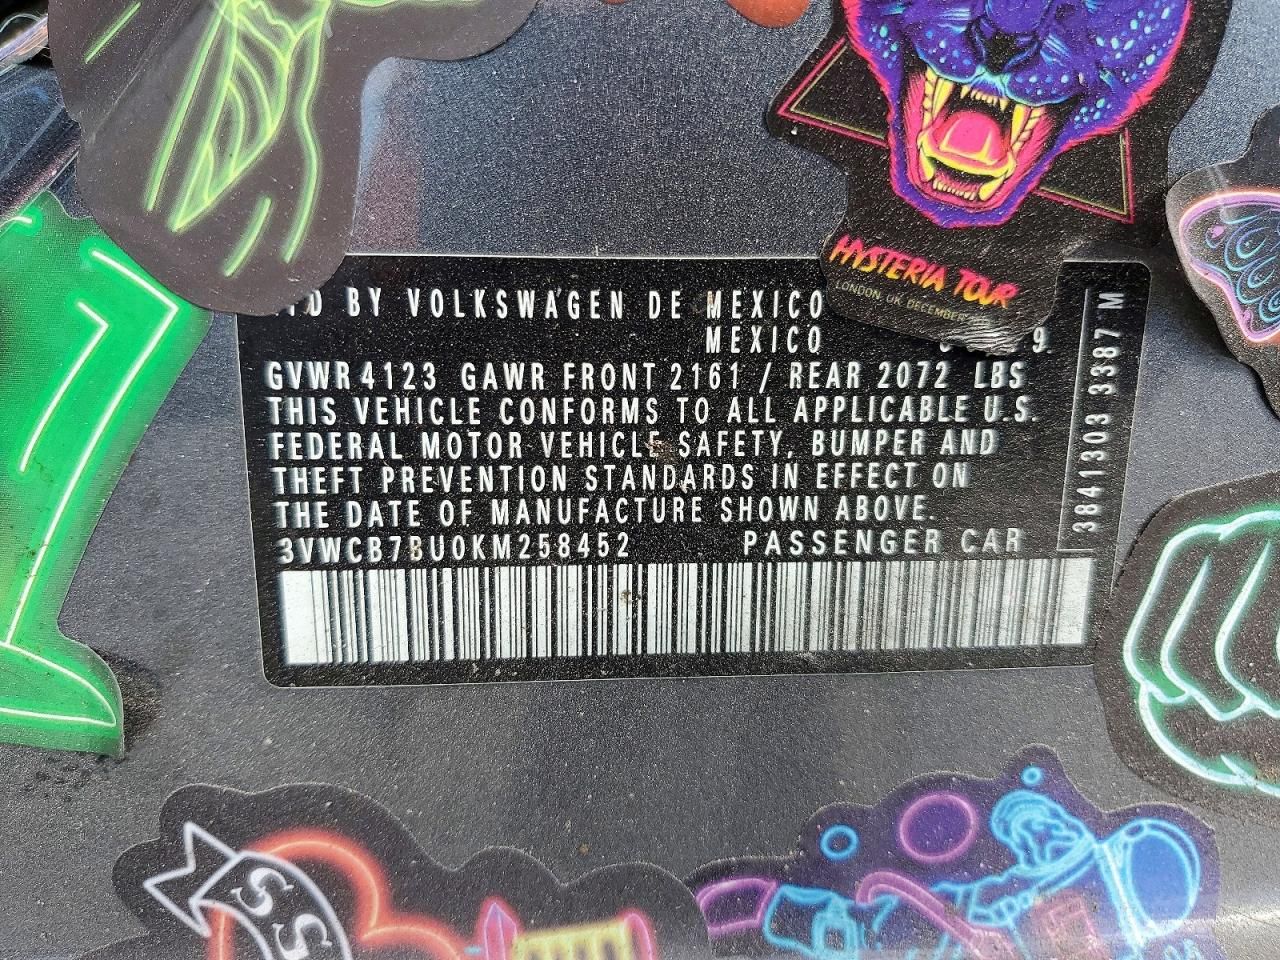 HYSTERIA TOUR
LONDON, UK, DECEMBER
BY VOLKSWAGEN DE MEXICO
MEXICO
GVWR 4123 GAWR FRONT 2161 / REAR 2072 LBS
THIS VEHICLE CONFORMS TO ALL APPLICABLE U.S.
FEDERAL MOTOR VEHICLE SAFETY, BUMPER AND
THEFT PREVENTION STANDARDS IN EFFECT ON
THE DATE OF MANUFACTURE SHOWN ABOVE.
3VWCB7BU0KM258452 PASSENGER CAR
3841303 3387 M